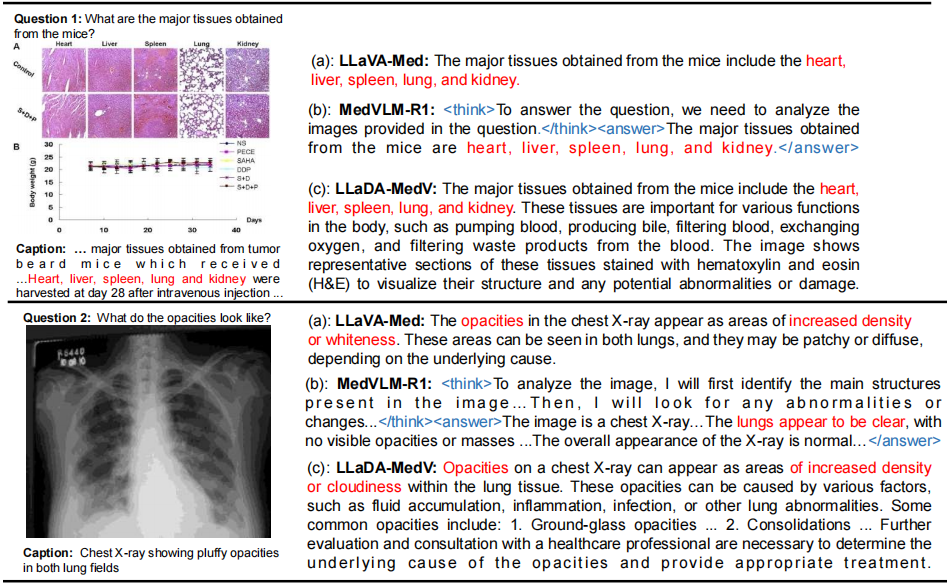 Question 1: What are the major tissues obtained
from the mice?
A
Heart Liver Spleen Lung Kidney
Control
S+D+P
B
Body weight (g)
30
25
20
15
10
5
0
0 10 20 30 40
Days
NS
PECE
SAHA
DDP
S+D
S+D+P
Caption: ... major tissues obtained from tumor
beard mice which received
...Heart, liver, spleen, lung and kidney were
harvested at day 28 after intravenous injection ...
(a): LLaVA-Med: The major tissues obtained from the mice include the heart,
liver, spleen, lung, and kidney.
(b): MedVLM-R1: <think>To answer the question, we need to analyze the
images provided in the question.</think><answer>The major tissues obtained
from the mice are heart, liver, spleen, lung, and kidney.</answer>
(c): LLaDA-MedV: The major tissues obtained from the mice include the heart,
liver, spleen, lung, and kidney. These tissues are important for various functions
in the body, such as pumping blood, producing bile, filtering blood, exchanging
oxygen, and filtering waste products from the blood. The image shows
representative sections of these tissues stained with hematoxylin and eosin
(H&E) to visualize their structure and any potential abnormalities or damage.
Question 2: What do the opacities look like?
Caption: Chest X-ray showing pluffy opacities
in both lung fields
(a): LLaVA-Med: The opacities in the chest X-ray appear as areas of increased density
or whiteness. These areas can be seen in both lungs, and they may be patchy or diffuse,
depending on the underlying cause.
(b): MedVLM-R1: <think>To analyze the image, I will first identify the main structures
present in the image...Then, I will look for any abnormalities or
changes...</think><answer>The image is a chest X-ray...The lungs appear to be clear, with
no visible opacities or masses ...The overall appearance of the X-ray is normal...</answer>
(c): LLaDA-MedV: Opacities on a chest X-ray can appear as areas of increased density
or cloudiness within the lung tissue. These opacities can be caused by various factors,
such as fluid accumulation, inflammation, infection, or other lung abnormalities. Some
common opacities include: 1. Ground-glass opacities ... 2. Consolidations ... Further
evaluation and consultation with a healthcare professional are necessary to determine the
underlying cause of the opacities and provide appropriate treatment.